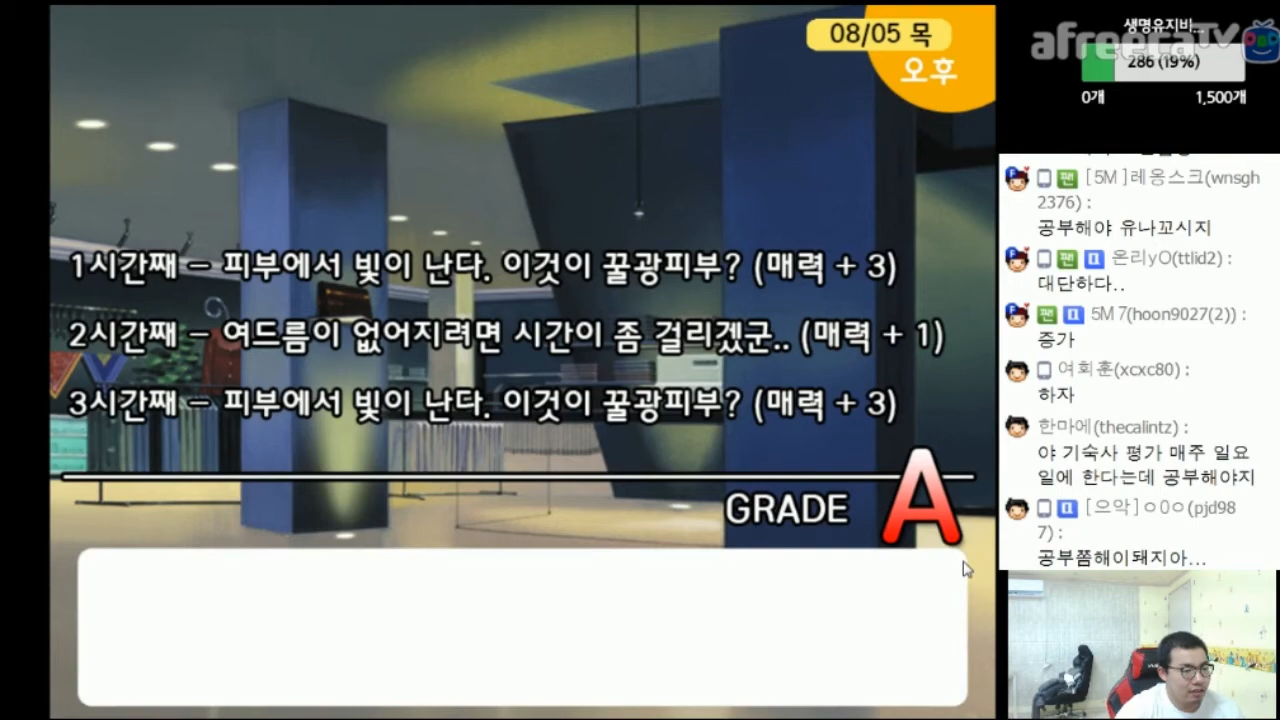 08/05 목
오후
1시간째 – 피부에서 빛이 난다. 이것이 꿀광피부? (매력 + 3)
2시간째 – 여드름이 없어지려면 시간이 좀 걸리겠군.. (매력 + 1)
3시간째 – 피부에서 빛이 난다. 이것이 꿀광피부? (매력 + 3)
GRADE A
생명유지비...
afreecaTV
286 (19%)
0개 1,500개
팬 [5M]레옹스크(wnsgh
2376) :
공부해야 유나꼬시지
팬 온리yO(ttlid2) :
대단하다..
팬 5M7(hoon9027(2)) :
증가
여회훈(xcxc80) :
하자
한마에(thecalintz) :
야 기숙사 평가 매주 일요
일에 한다는데 공부해야지
[으악]ㅇ0ㅇ(pjd98
7) :
공부쫌해이돼지아...